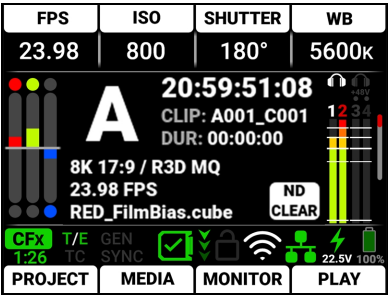 FPS ISO SHUTTER WB
23.98 800 180° 5600K
20:59:51:08
+48V
A
CLIP: A001_C001
1 2 3 4
DUR: 00:00:00
8K 17:9 / R3D MQ
23.98 FPS
ND
RED_FilmBias.cube CLEAR
CFx T/E GEN
1:26 TC SYNC 22.5V 100%
PROJECT MEDIA MONITOR PLAY